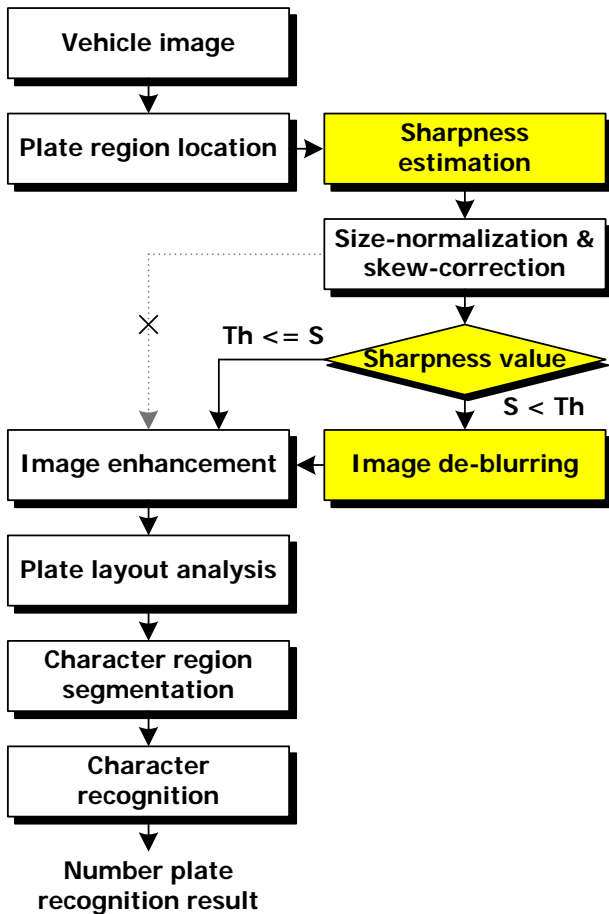 Vehicle image
Plate region location
Sharpness
estimation
Size-normalization &
skew-correction
Th <= S
Sharpness value
S < Th
Image enhancement
Image de-blurring
Plate layout analysis
Character region
segmentation
Character
recognition
Number plate
recognition result